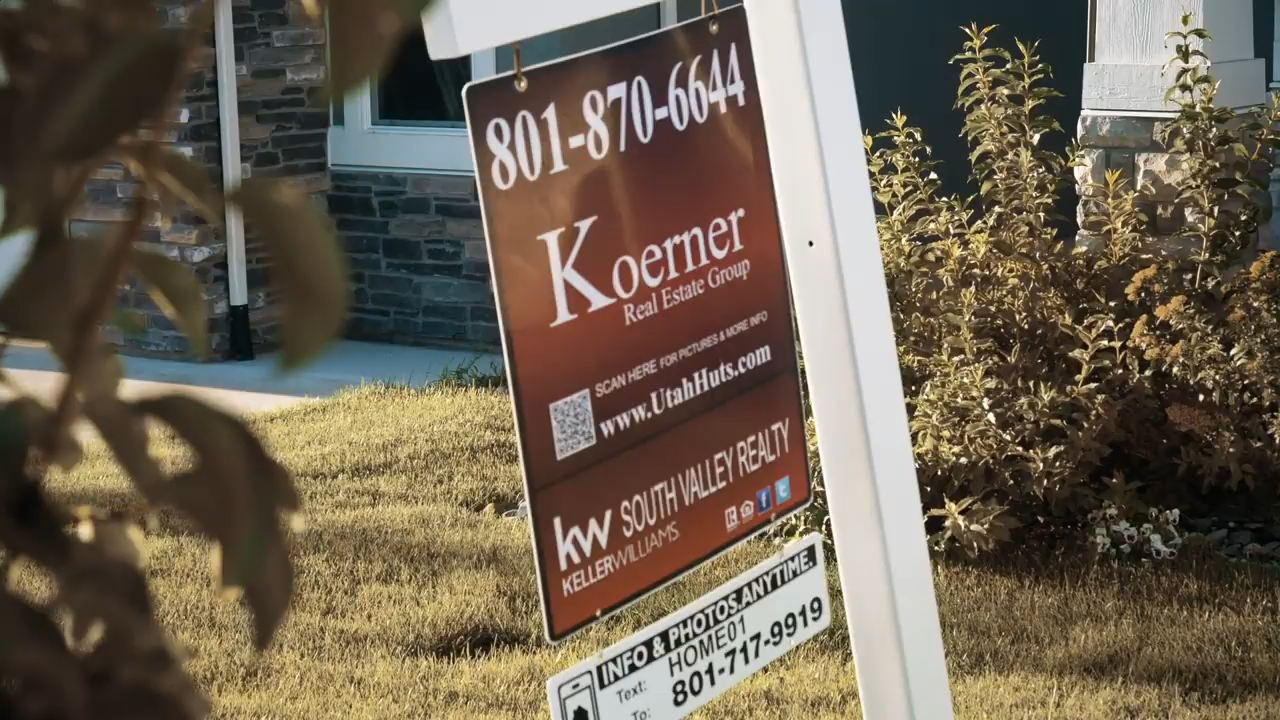 801-870-6644
Koerner
Real Estate Group
SCAN HERE FOR PICTURES & MORE INFO
www.UtahHuts.com
kw SOUTH VALLEY REALTY
KELLERWILLIAMS.
INFO & PHOTOS.ANYTIME.
Text: HOME01
To: 801-717-9919